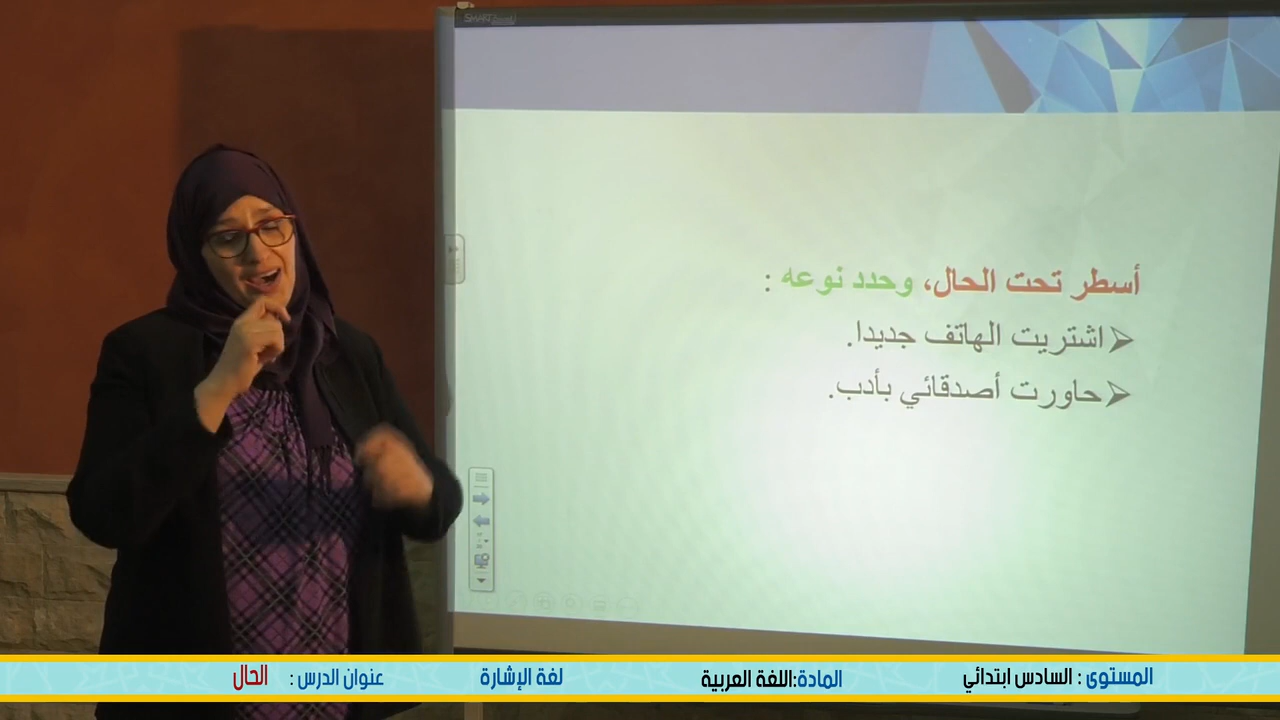 أسطر تحت الحال، وحدد نوعه :
اشتريت الهاتف جديدا.
حاورت أصدقائي بأدب.
المستوى : السادس ابتدائي المادة:اللغة العربية لغة الإشارة عنوان الدرس : الحال